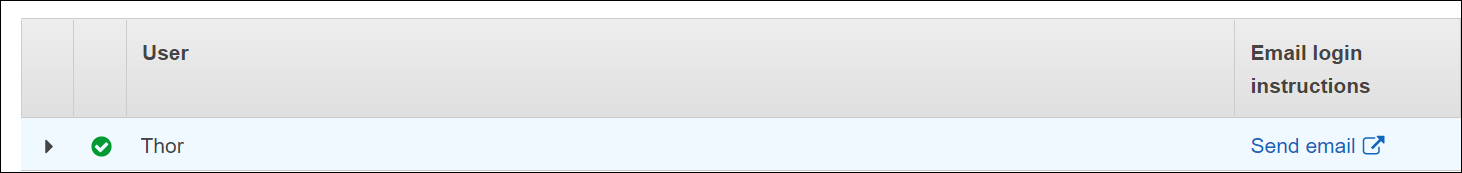 User
Email login
instructions
Thor
Send email